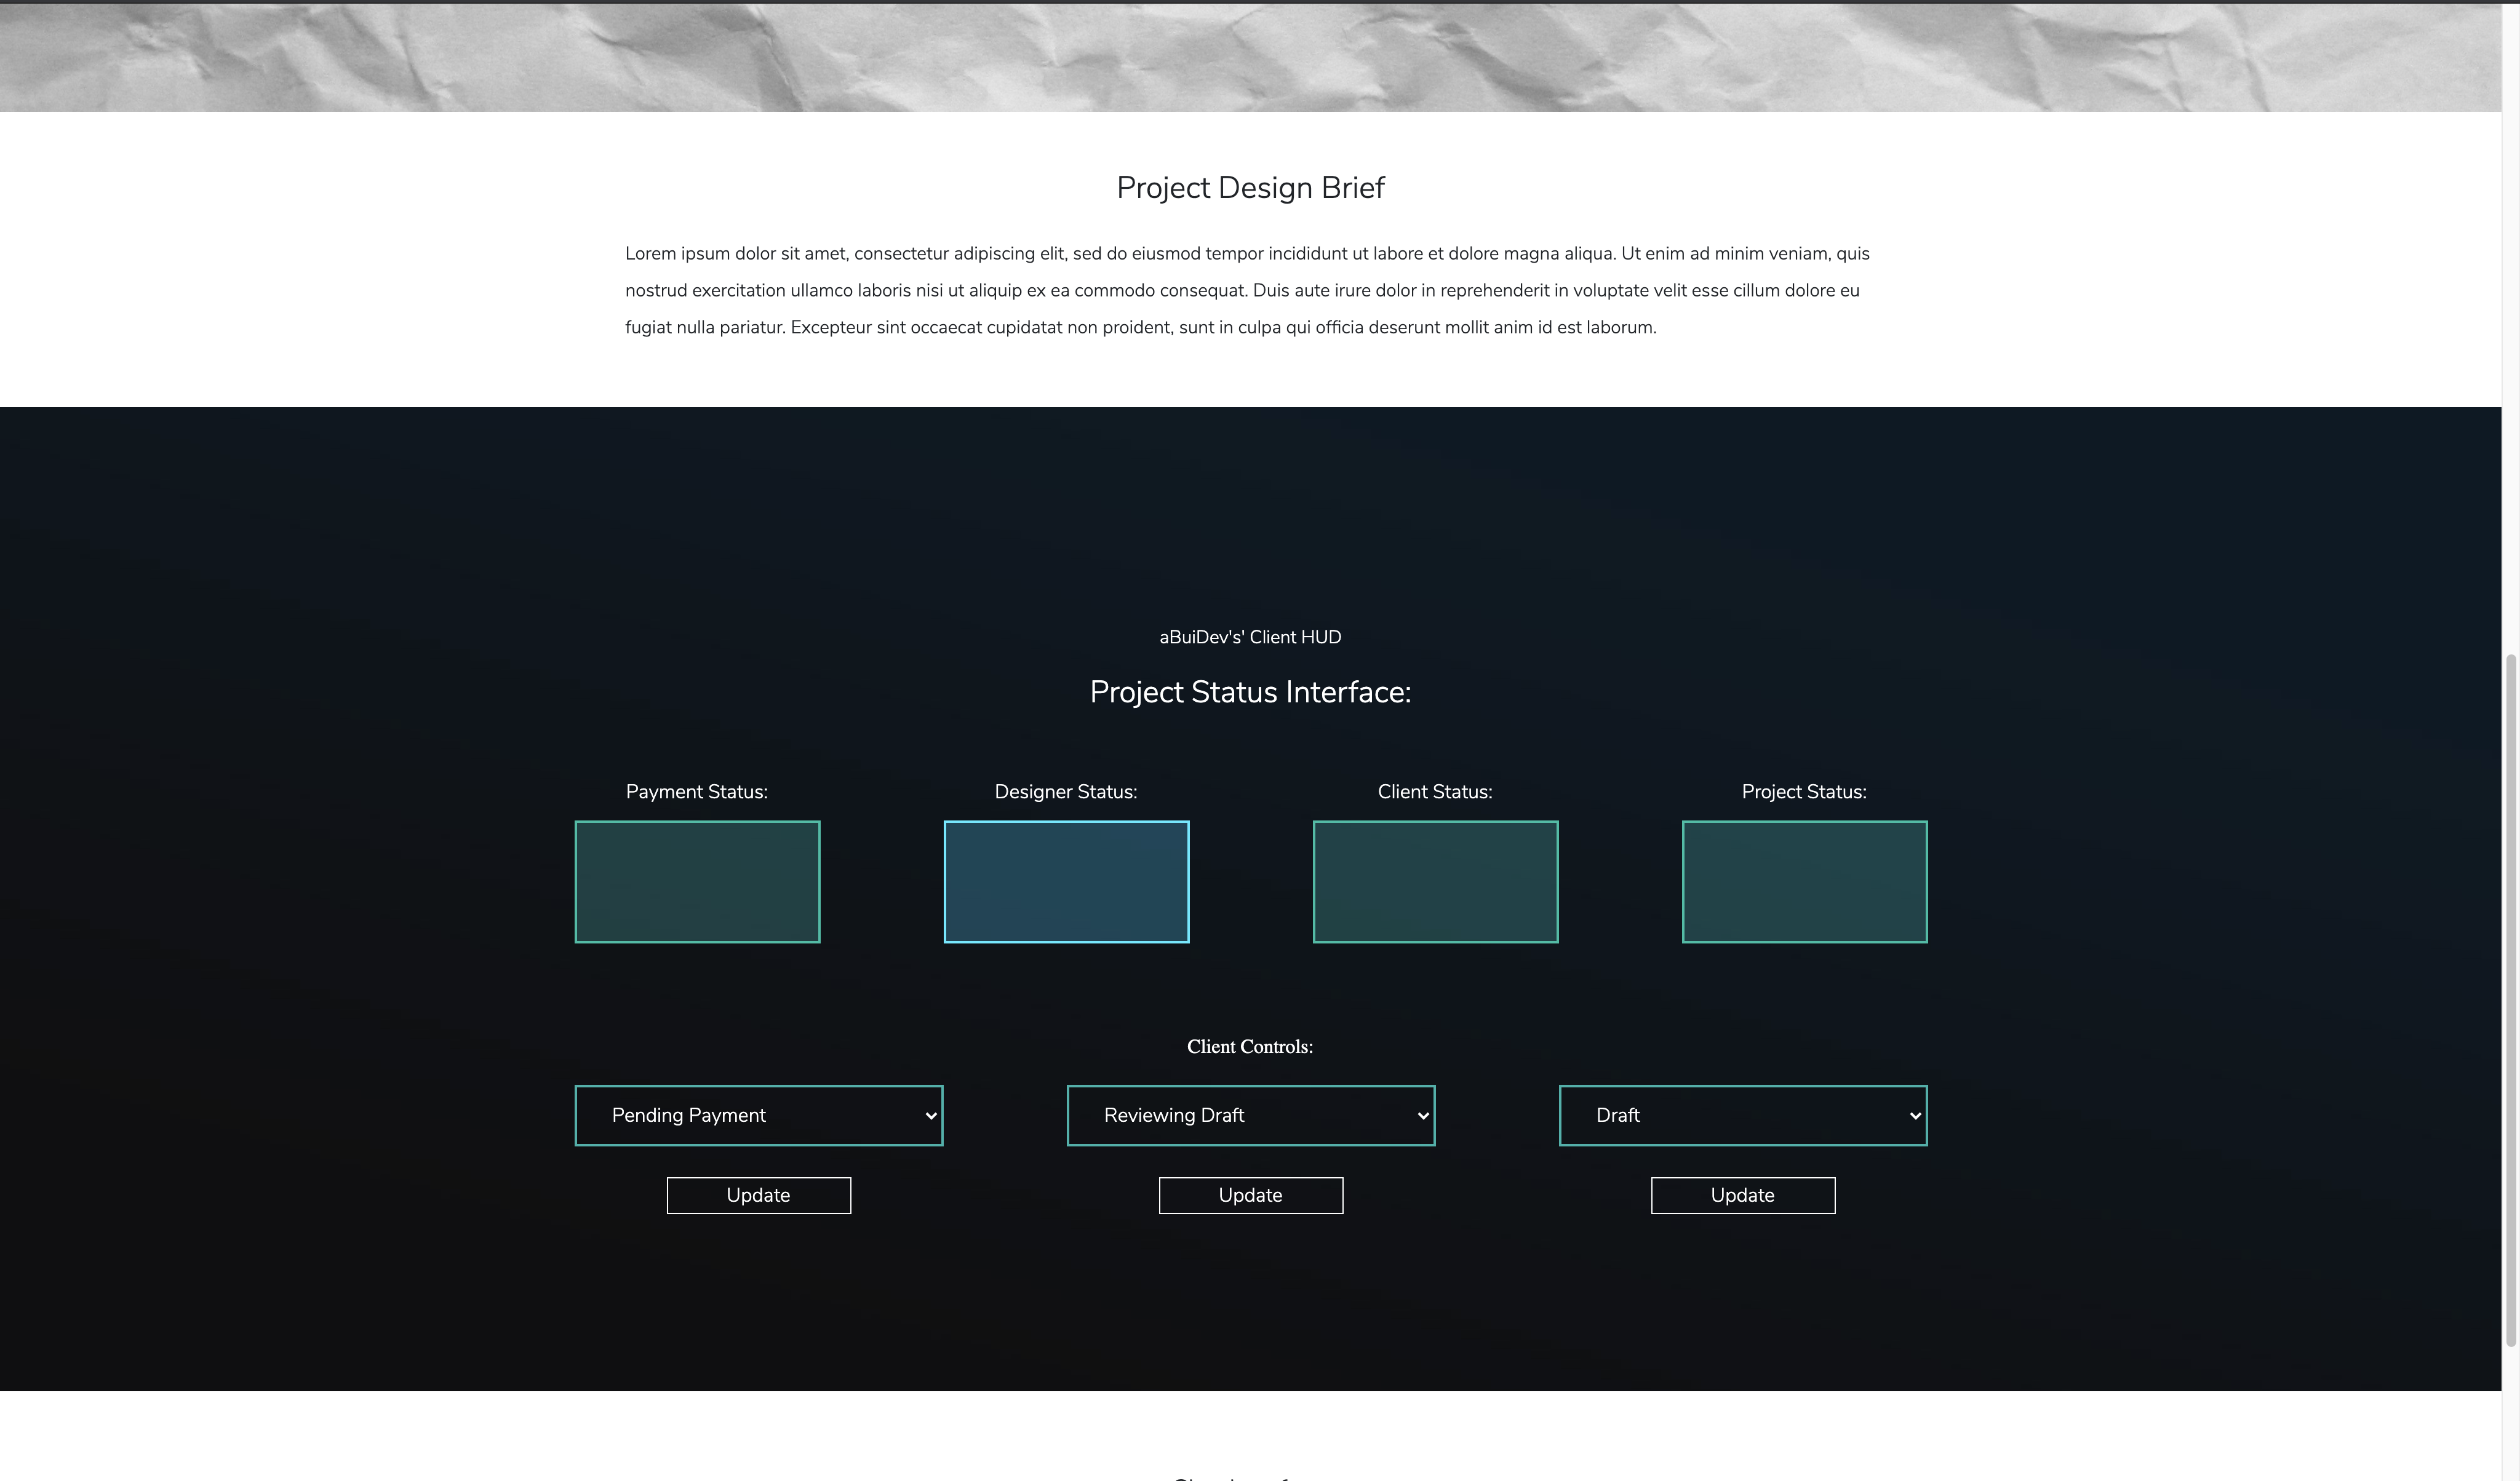 Project Design Brief
Lorem ipsum dolor sit amet, consectetur adipiscing elit, sed do eiusmod tempor incididunt ut labore et dolore magna aliqua. Ut enim ad minim veniam, quis
nostrud exercitation ullamco laboris nisi ut aliquip ex ea commodo consequat. Duis aute irure dolor in reprehenderit in voluptate velit esse cillum dolore eu
fugiat nulla pariatur. Excepteur sint occaecat cupidatat non proident, sunt in culpa qui officia deserunt mollit anim id est laborum.
aBuiDev's' Client HUD
Project Status Interface:
Payment Status: Designer Status: Client Status: Project Status:
Client Controls:
Pending Payment Reviewing Draft Draft
Update Update Update